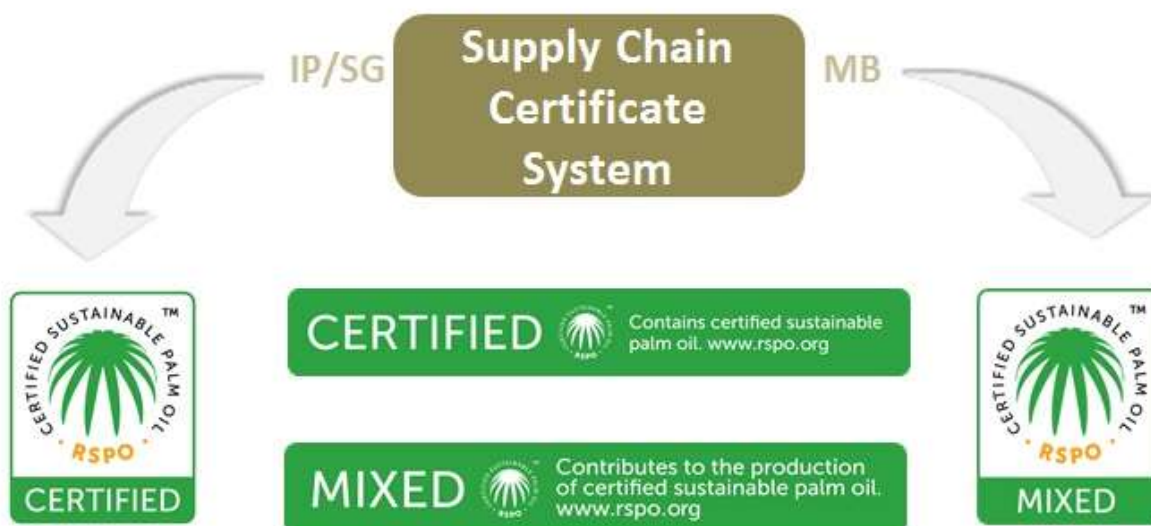 IP/SG
Supply Chain
Certificate
System
MB
CERTIFIED SUSTAINABLE PALM OIL
TM
RSPO
CERTIFIED
CERTIFIED
RSPO
Contains certified sustainable
palm oil. www.rspo.org
MIXED
Contributes to the production
of certified sustainable palm oil.
www.rspo.org
CERTIFIED SUSTAINABLE PALM OIL
TM
RSPO
MIXED